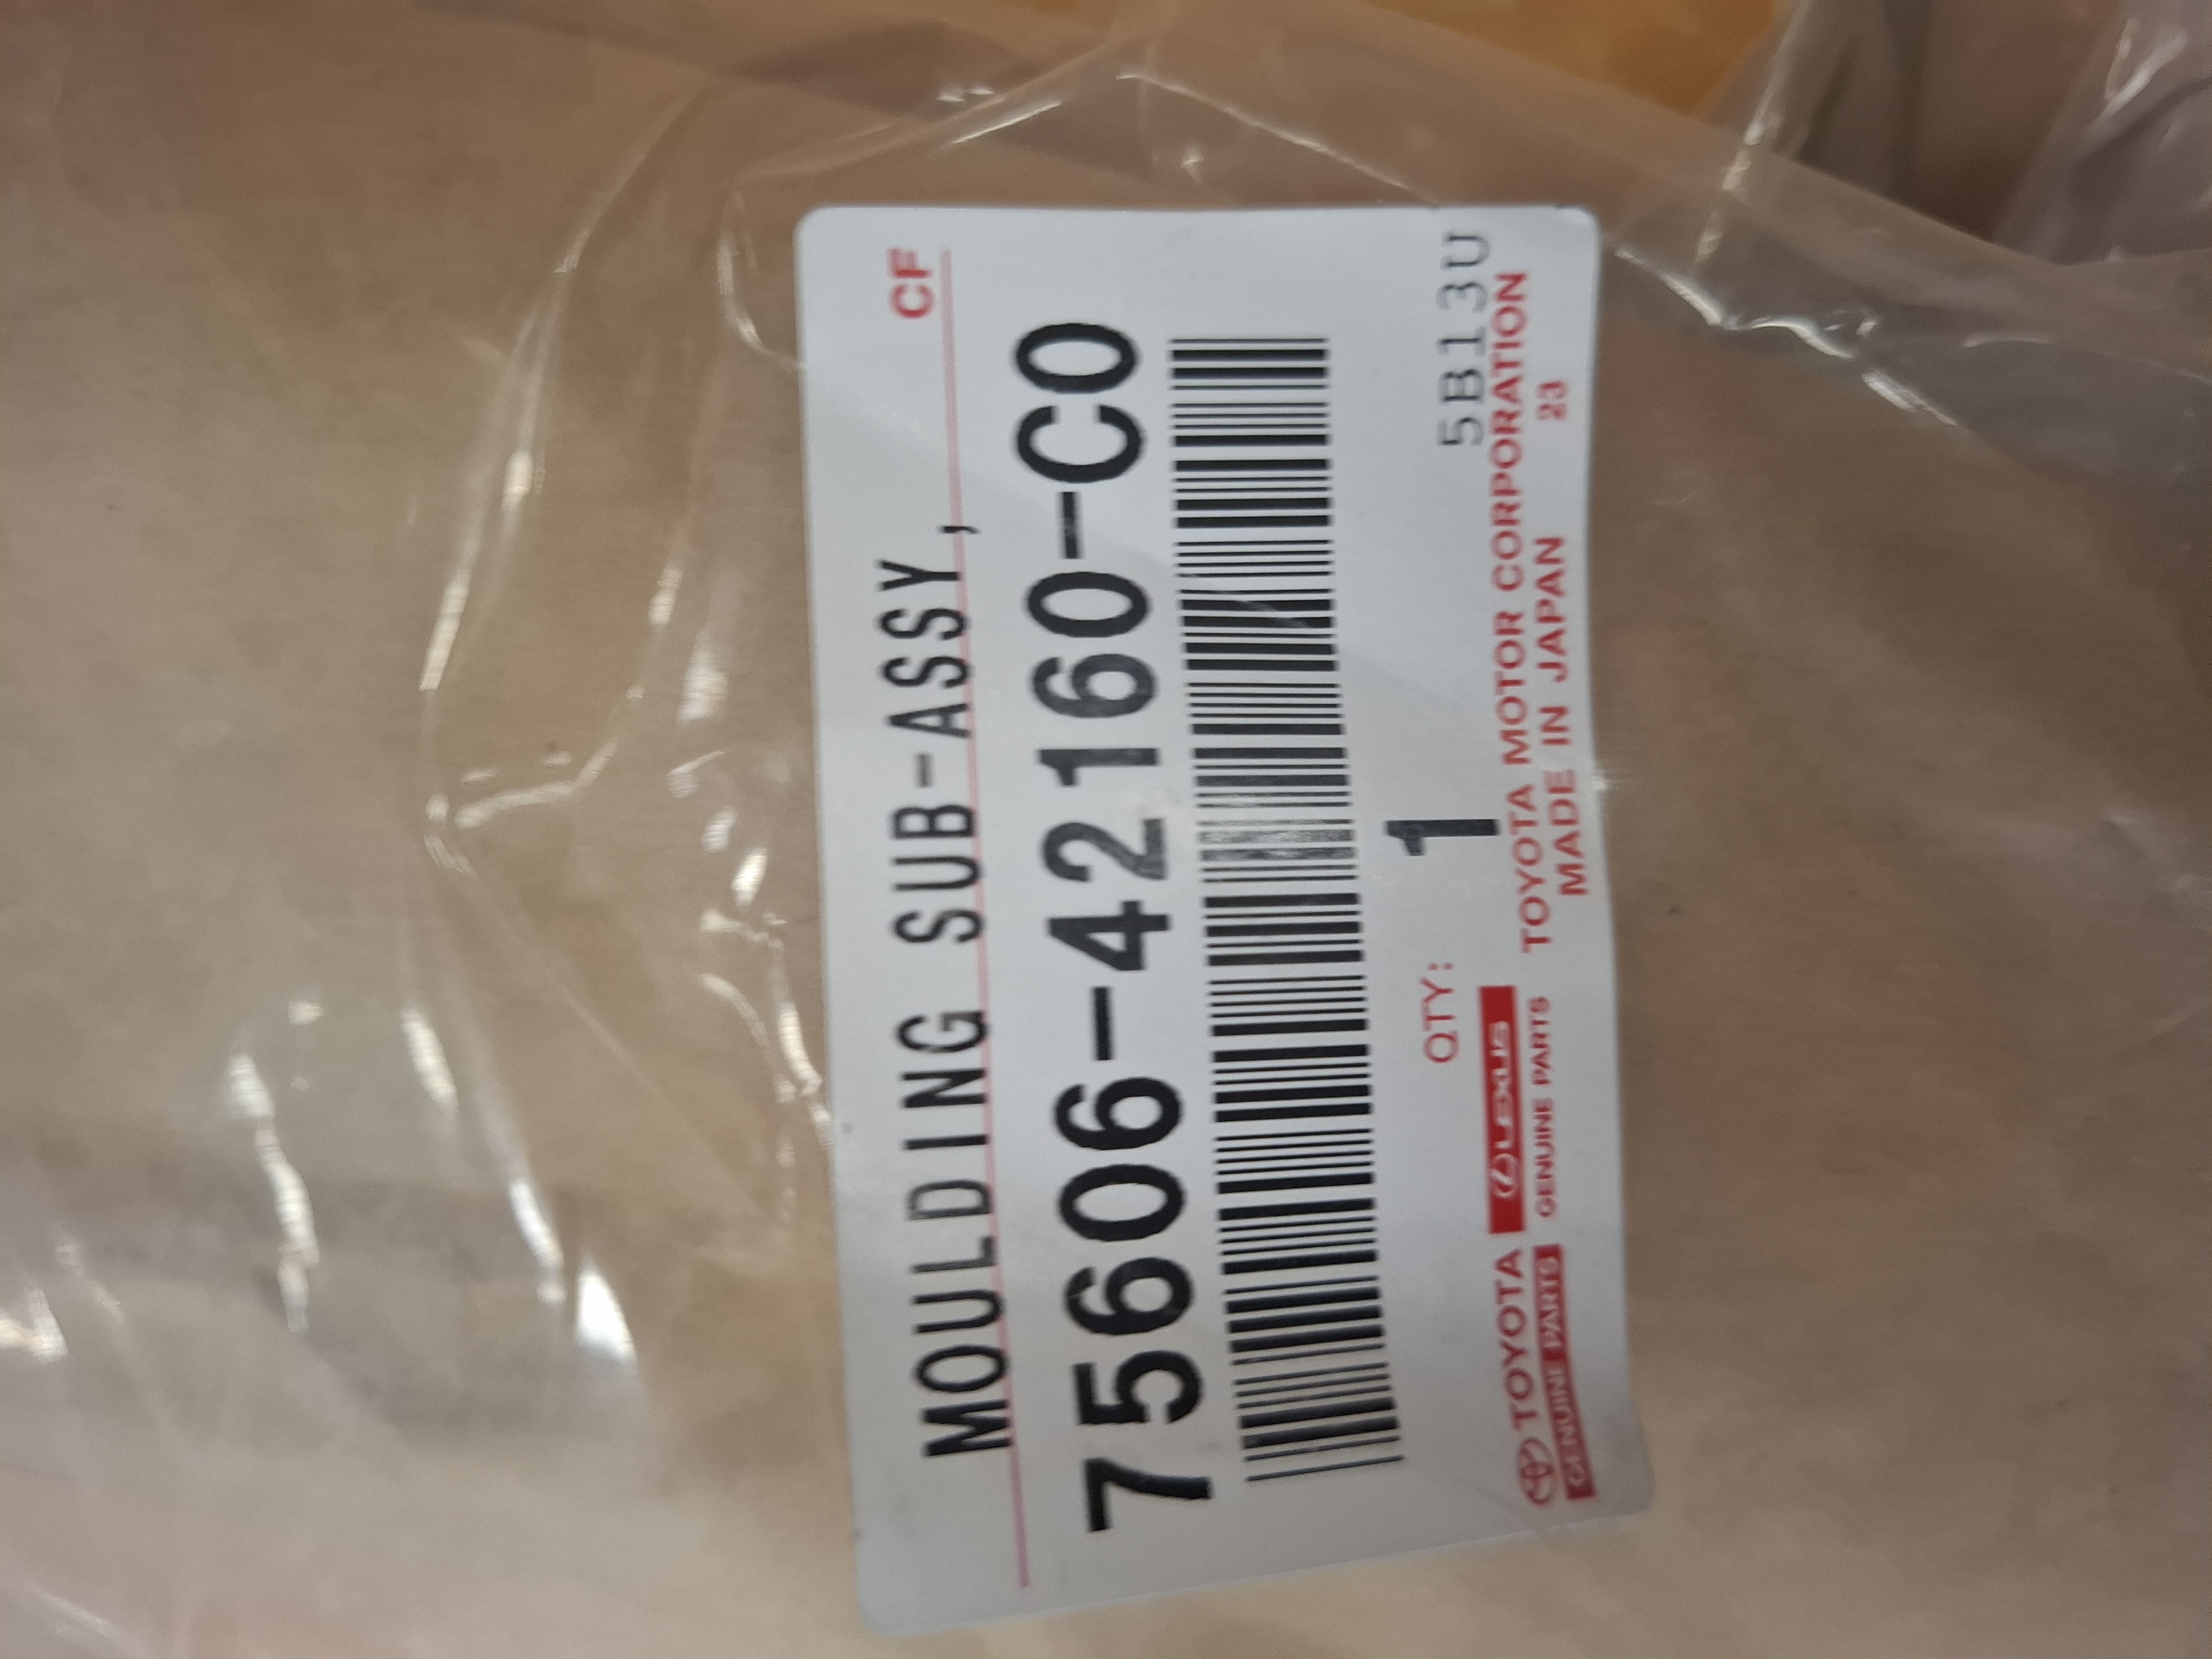 CF
MOULDING SUB-ASSY,
75606-42160-C0
QTY: 1
5B13U
TOYOTA LEXUS TOYOTA MOTOR CORPORATION
GENUINE PARTS GENUINE PARTS MADE IN JAPAN 23